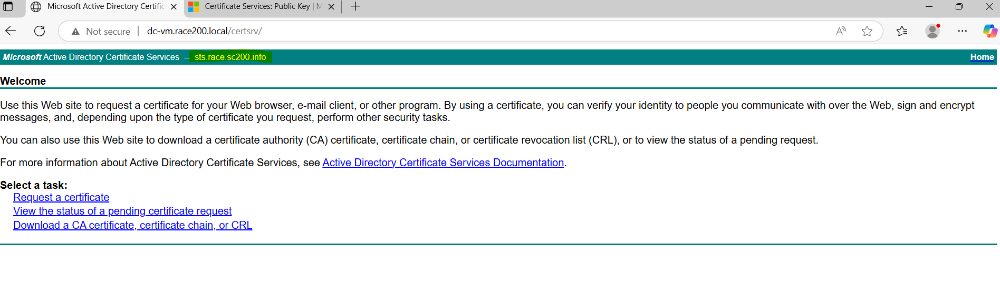 Microsoft Active Directory Certific
Certificate Services: Public Key | M
Not secure
dc-vm.race200.local/certsrv/
Microsoft Active Directory Certificate Services -- sts.race.sc200.info
Home
Welcome
Use this Web site to request a certificate for your Web browser, e-mail client, or other program. By using a certificate, you can verify your identity to people you communicate with over the Web, sign and encrypt
messages, and, depending upon the type of certificate you request, perform other security tasks.
You can also use this Web site to download a certificate authority (CA) certificate, certificate chain, or certificate revocation list (CRL), or to view the status of a pending request.
For more information about Active Directory Certificate Services, see Active Directory Certificate Services Documentation.
Select a task:
Request a certificate
View the status of a pending certificate request
Download a CA certificate, certificate chain, or CRL